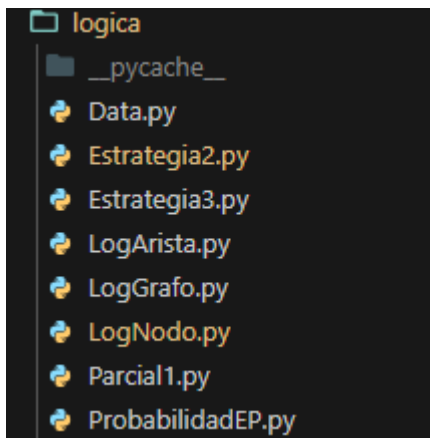 logica
__pycache__
Data.py
Estrategia2.py
Estrategia3.py
LogArista.py
LogGrafo.py
LogNodo.py
Parcial1.py
ProbabilidadEP.py